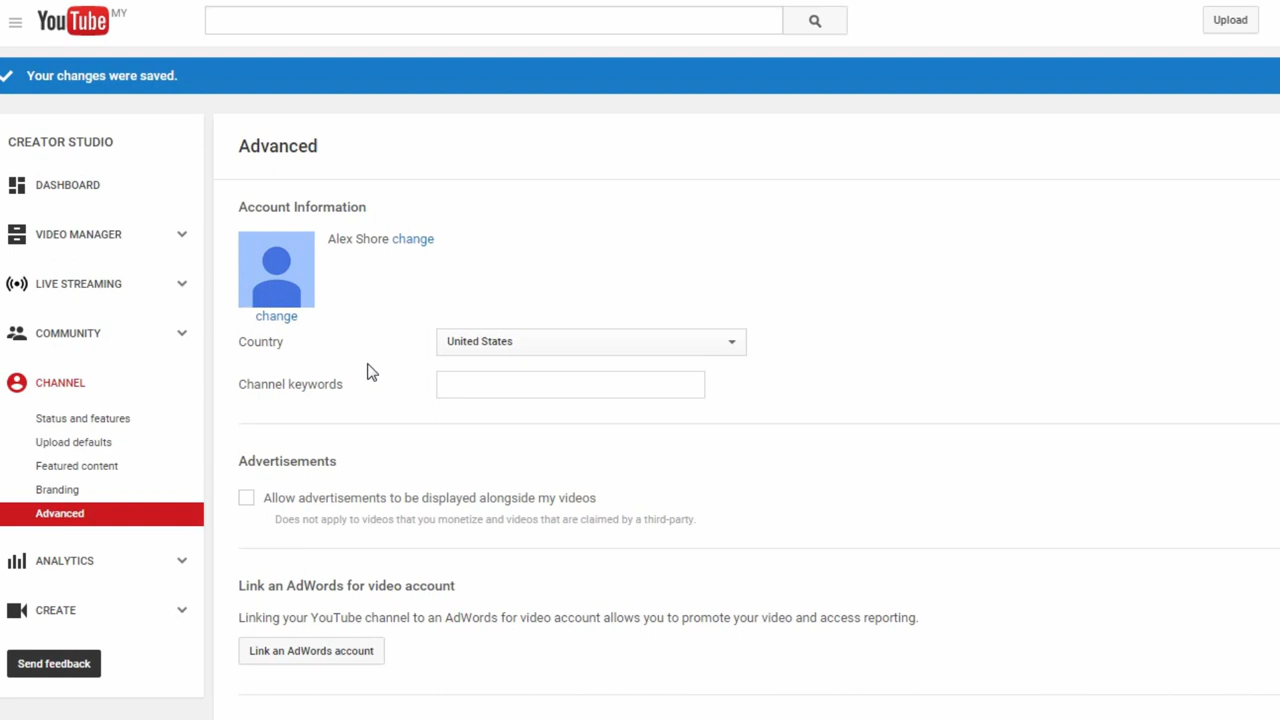 YouTube MY
Upload
Your changes were saved.
CREATOR STUDIO
DASHBOARD
VIDEO MANAGER
LIVE STREAMING
COMMUNITY
CHANNEL
Status and features
Upload defaults
Featured content
Branding
Advanced
ANALYTICS
CREATE
Send feedback
Advanced
Account Information
Alex Shore change
change
Country United States
Channel keywords
Advertisements
Allow advertisements to be displayed alongside my videos
Does not apply to videos that you monetize and videos that are claimed by a third-party.
Link an AdWords for video account
Linking your YouTube channel to an AdWords for video account allows you to promote your video and access reporting.
Link an AdWords account